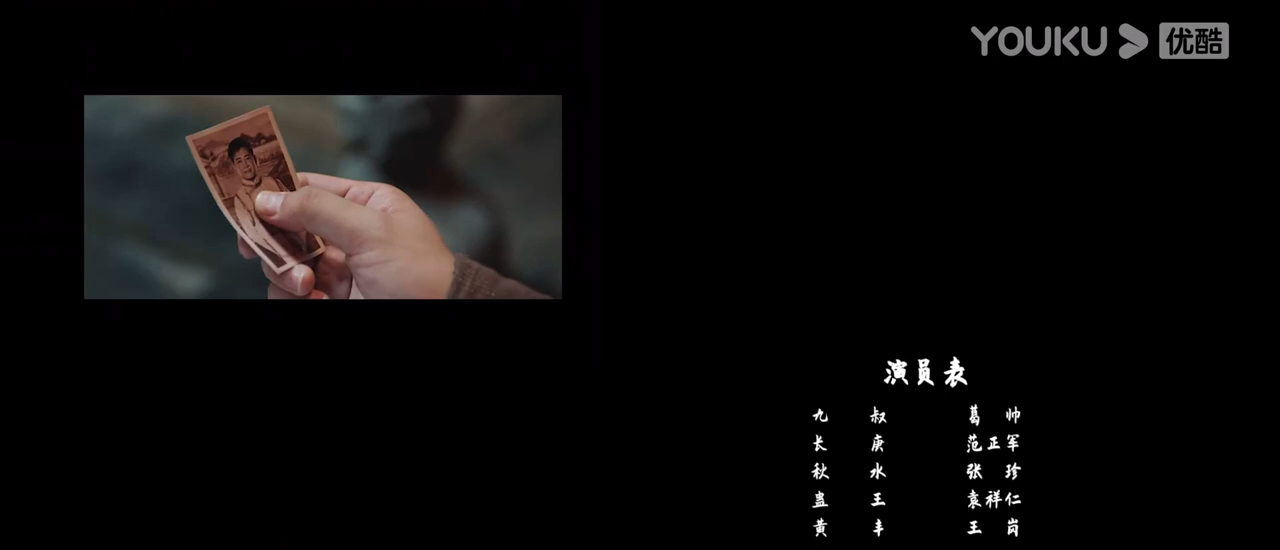 YOUKU 优酷
演员表
九叔 葛帅
长庚 范正军
秋水 张珍
蛊王 袁祥仁
黄丰 王岗